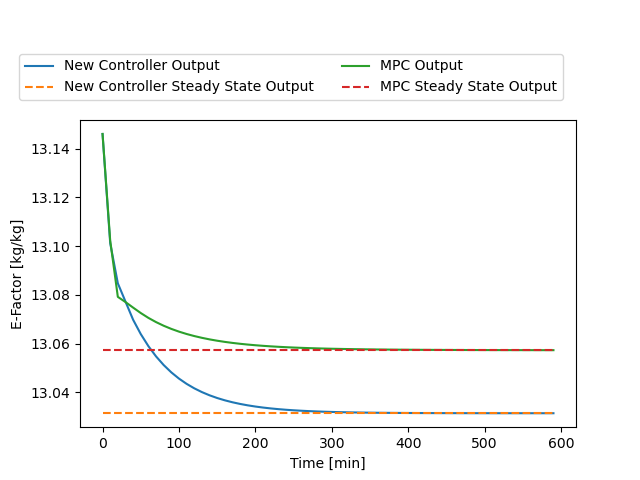 New Controller Output
New Controller Steady State Output
MPC Output
MPC Steady State Output
E-Factor [kg/kg]
13.14
13.12
13.10
13.08
13.06
13.04
0 100 200 300 400 500 600
Time [min]